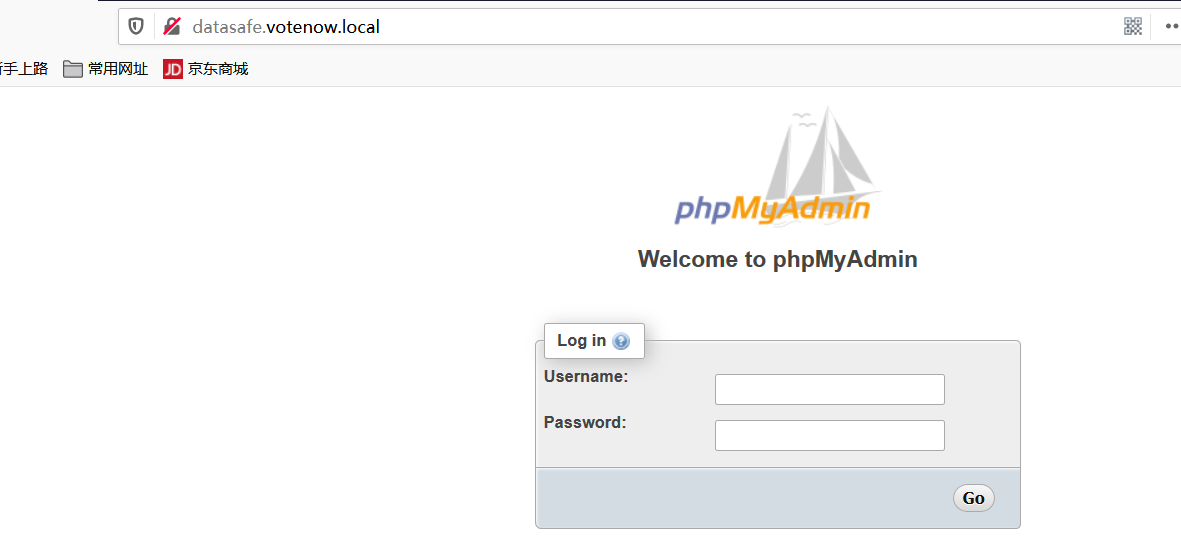 datasafe.votenow.local
新手上路 常用网址 JD 京东商城
phpMyAdmin
Welcome to phpMyAdmin
Log in
Username:
Password:
Go